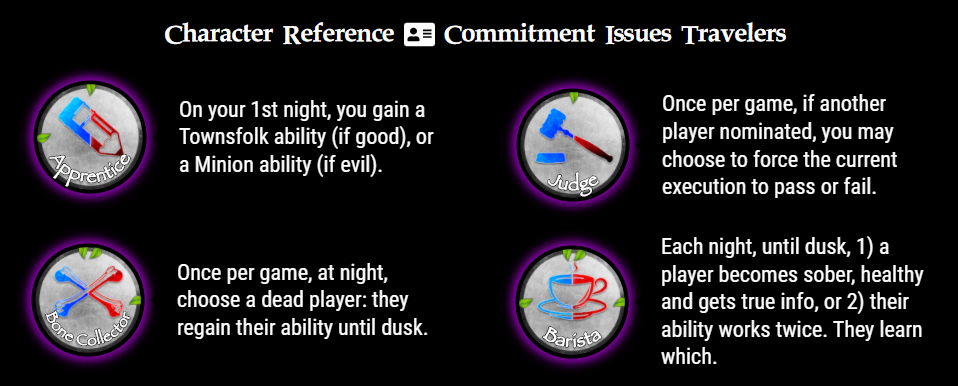 Character Reference Commitment Issues Travelers
On your 1st night, you gain a
Townsfolk ability (if good), or
a Minion ability (if evil).
Apprentice
Once per game, if another
player nominated, you may
choose to force the current
execution to pass or fail.
Judge
Once per game, at night,
choose a dead player: they
regain their ability until dusk.
Bone Collector
Each night, until dusk, 1) a
player becomes sober, healthy
and gets true info, or 2) their
ability works twice. They learn
which.
Barista